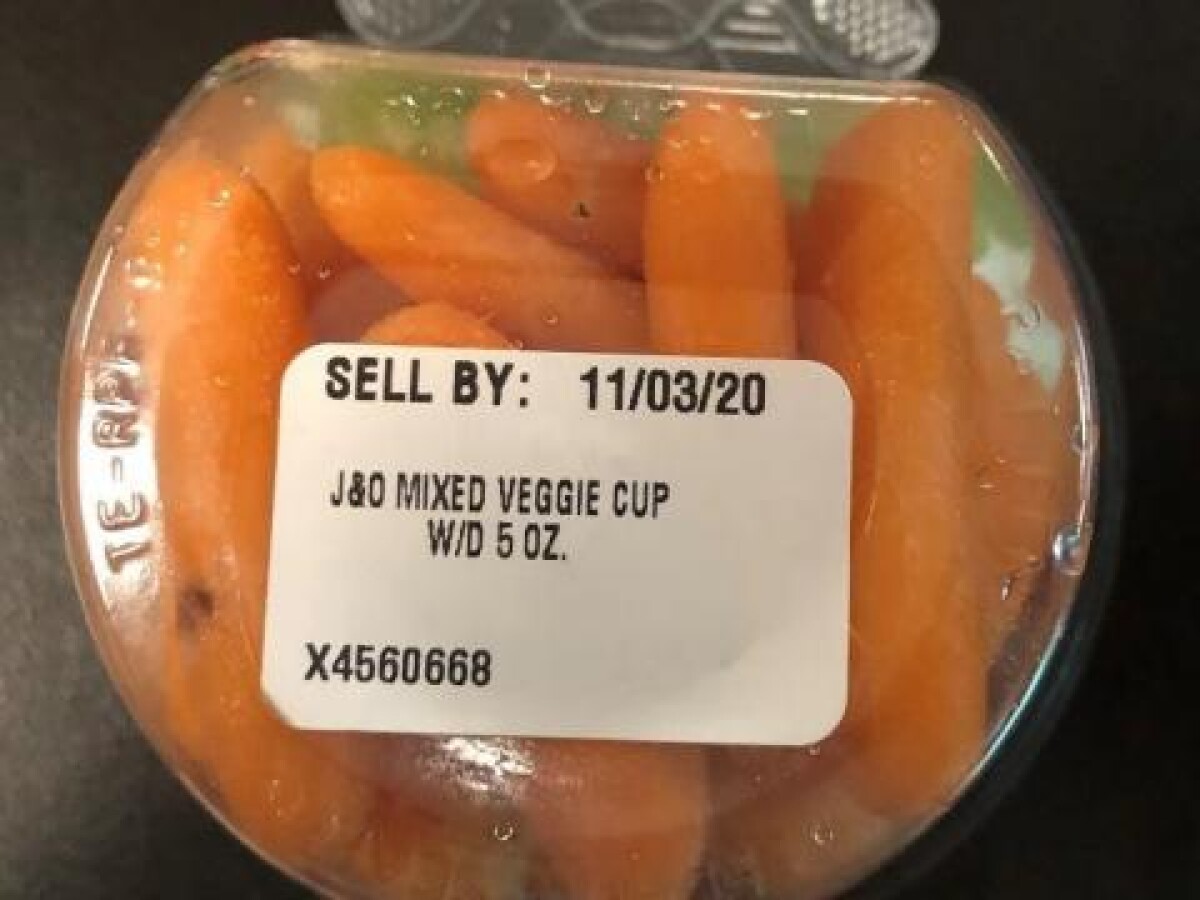 SELL BY: 11/03/20
J&O MIXED VEGGIE CUP
W/D 5 OZ.
X4560668